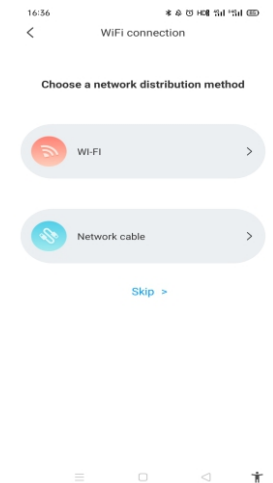 16:36
WiFi connection
Choose a network distribution method
WI-FI
Network cable
Skip >